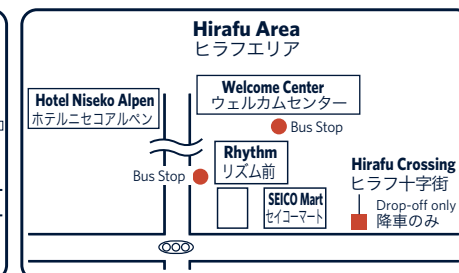 Hirafu Area
ヒラフエリア
Hotel Niseko Alpen
ホテルニセコアルペン
Welcome Center
ウェルカムセンター
Bus Stop
Rhythm
リズム前
Bus Stop
SEICO Mart
セイコーマート
Hirafu Crossing
ヒラフ十字街
Drop-off only
降車のみ